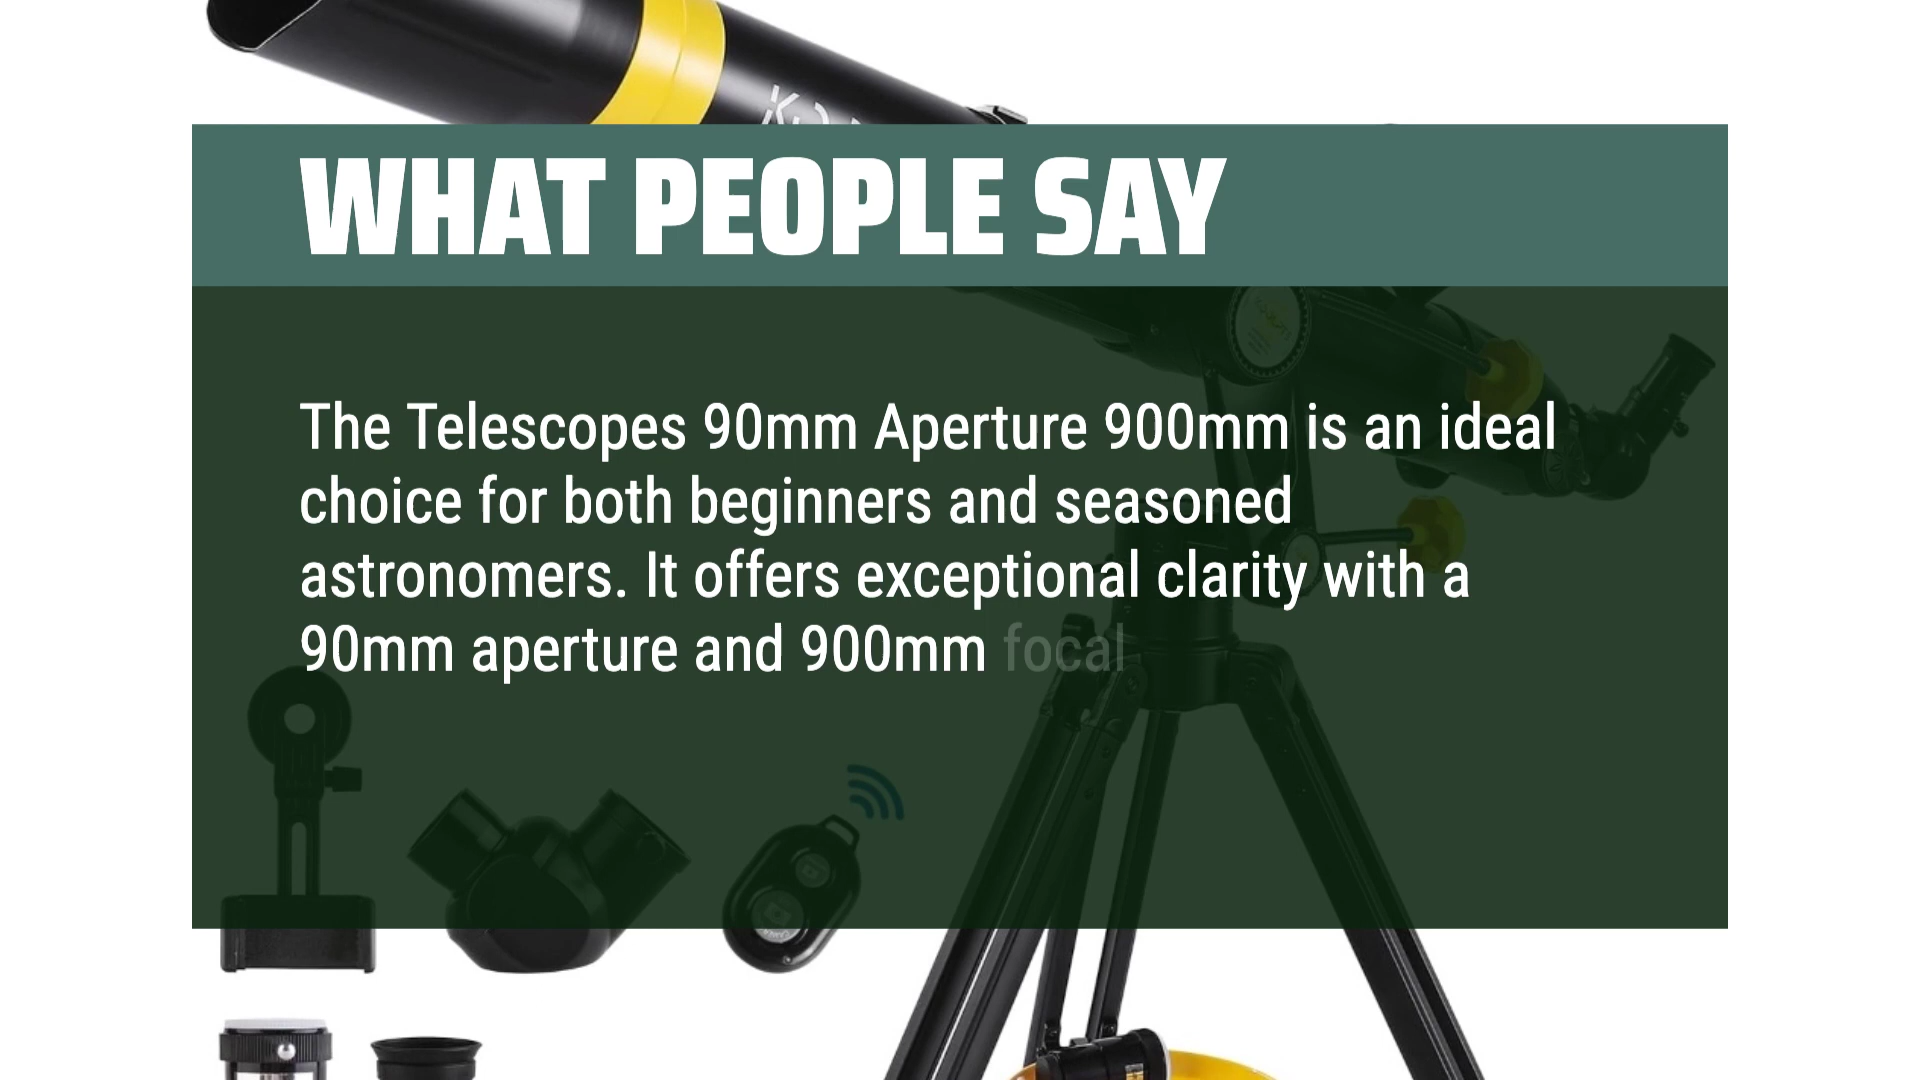 WHAT PEOPLE SAY
The Telescopes 90mm Aperture 900mm is an ideal
choice for both beginners and seasoned
astronomers. It offers exceptional clarity with a
90mm aperture and 900mm focal